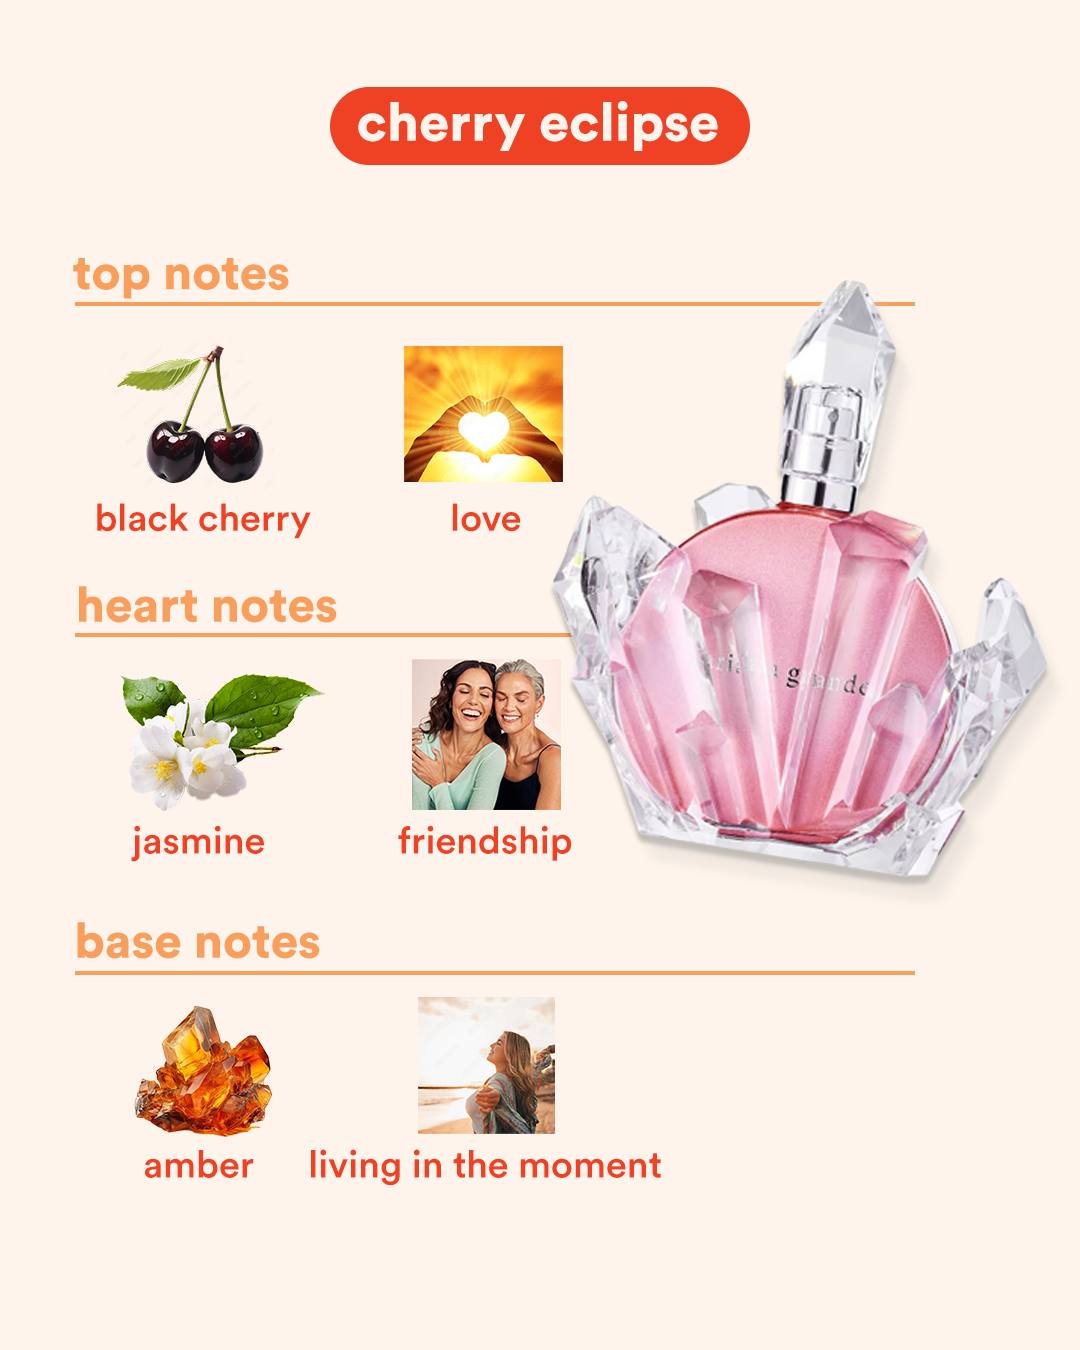 cherry eclipse
top notes
black cherry
love
heart notes
ariana grande
jasmine
friendship
base notes
amber
living in the moment